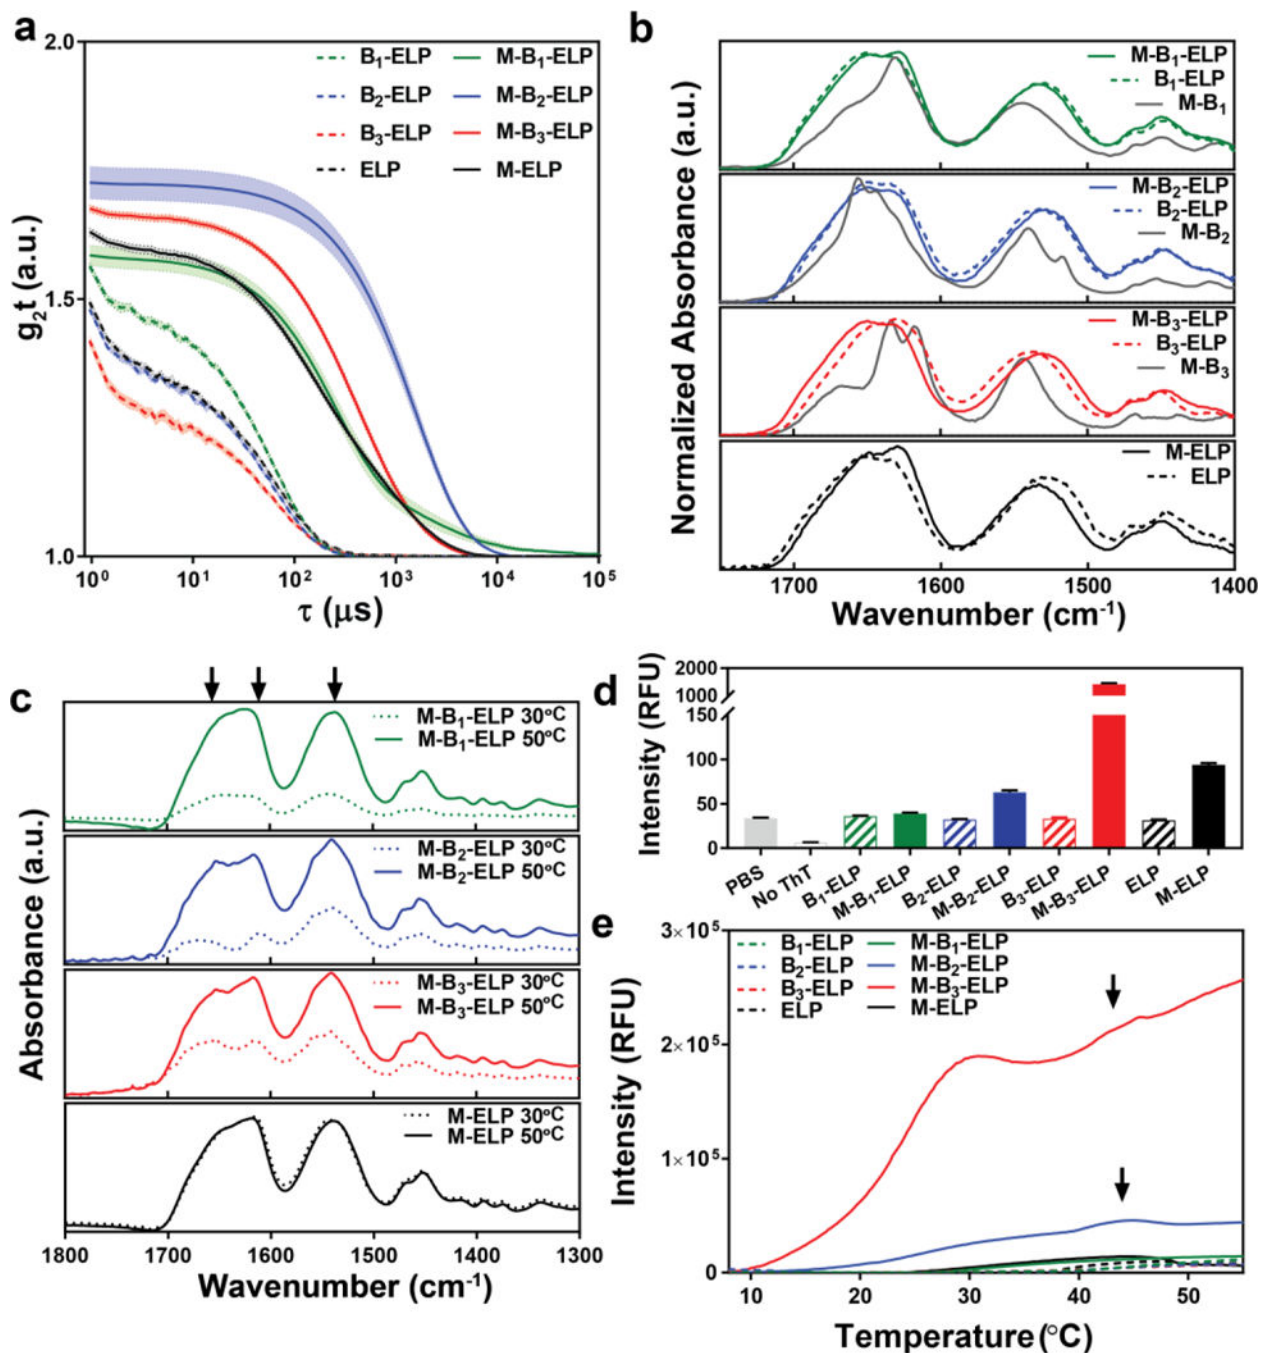 a
2.0
1.5
1.0
g₂t (a.u.)
B₁-ELP
B₂-ELP
B₃-ELP
ELP
M-B₁-ELP
M-B₂-ELP
M-B₃-ELP
M-ELP
10⁰ 10¹ 10² 10³ 10⁴ 10⁵
τ (μs)
b
Normalized Absorbance (a.u.)
M-B₁-ELP
B₁-ELP
M-B₁
M-B₂-ELP
B₂-ELP
M-B₂
M-B₃-ELP
B₃-ELP
M-B₃
M-ELP
ELP
1700 1600 1500 1400
Wavenumber (cm⁻¹)
c
Absorbance (a.u.)
M-B₁-ELP 30°C
M-B₁-ELP 50°C
M-B₂-ELP 30°C
M-B₂-ELP 50°C
M-B₃-ELP 30°C
M-B₃-ELP 50°C
M-ELP 30°C
M-ELP 50°C
1800 1700 1600 1500 1400 1300
Wavenumber (cm⁻¹)
d
Intensity (RFU)
2000
1000
150
100
50
0
PBS
No ThT
B₁-ELP
M-B₁-ELP
B₂-ELP
M-B₂-ELP
B₃-ELP
M-B₃-ELP
ELP
M-ELP
e
Intensity (RFU)
3×10⁵
2×10⁵
1×10⁵
0
B₁-ELP
B₂-ELP
B₃-ELP
ELP
M-B₁-ELP
M-B₂-ELP
M-B₃-ELP
M-ELP
10 20 30 40 50
Temperature (°C)